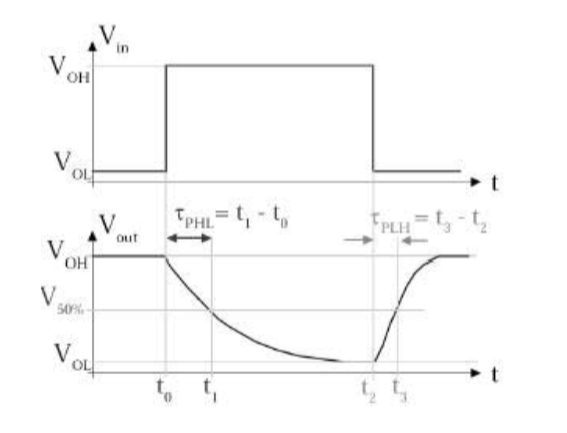 V_in
V_OH
V_OL
t
τ_PHL = t_1 - t_0
τ_PLH = t_3 - t_2
V_out
V_OH
V_50%
V_OL
t
t_0 t_1 t_2 t_3